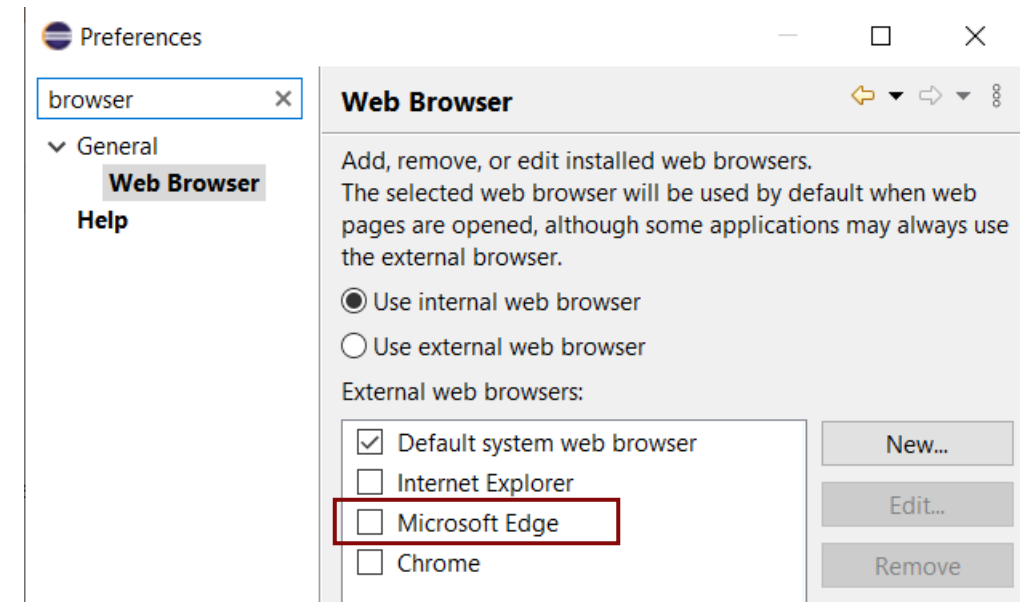 Preferences
browser
Web Browser
General
Web Browser
Help
Add, remove, or edit installed web browsers.
The selected web browser will be used by default when web
pages are opened, although some applications may always use
the external browser.
Use internal web browser
Use external web browser
External web browsers:
Default system web browser
New...
Internet Explorer
Edit...
Microsoft Edge
Chrome
Remove